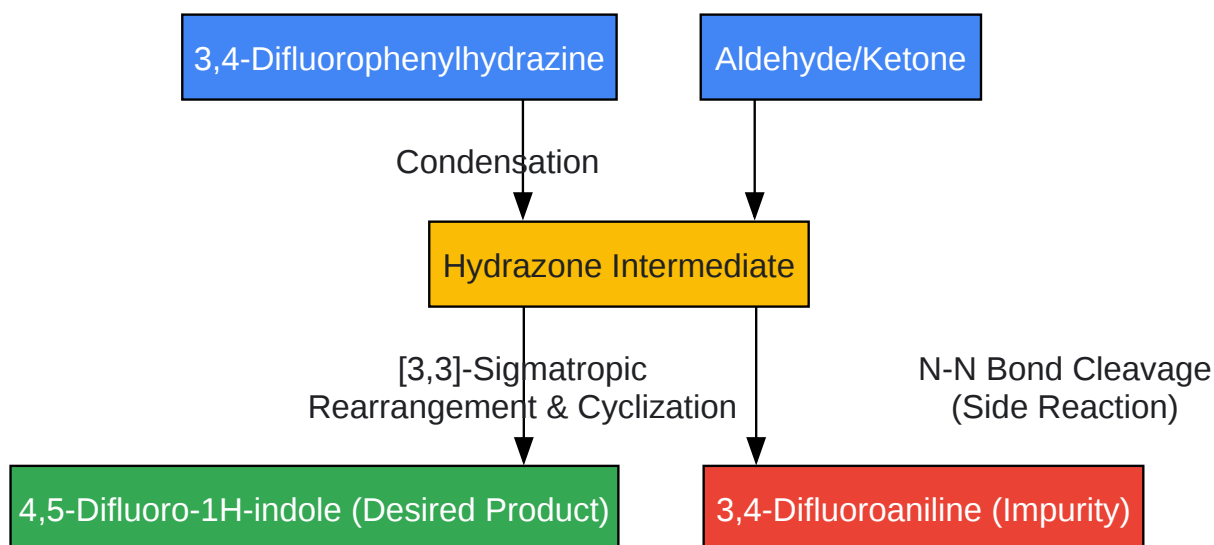 3,4-Difluorophenylhydrazine
Aldehyde/Ketone
Condensation
Hydrazone Intermediate
[3,3]-Sigmatropic
Rearrangement & Cyclization
N-N Bond Cleavage
(Side Reaction)
4,5-Difluoro-1H-indole (Desired Product)
3,4-Difluoroaniline (Impurity)